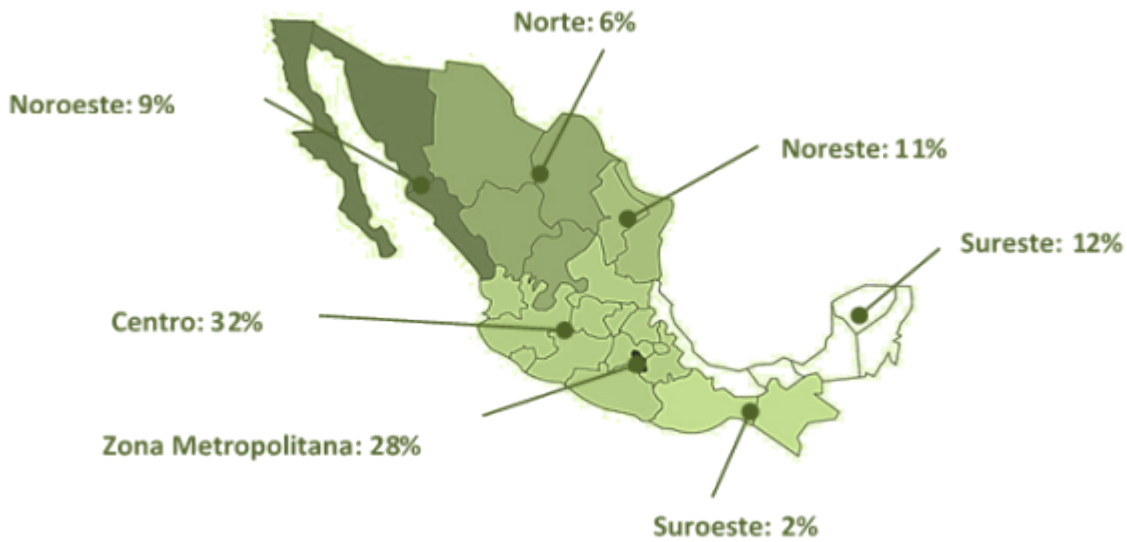 Norte: 6%
Noroeste: 9%
Noreste: 11%
Sureste: 12%
Centro: 32%
Zona Metropolitana: 28%
Suroeste: 2%